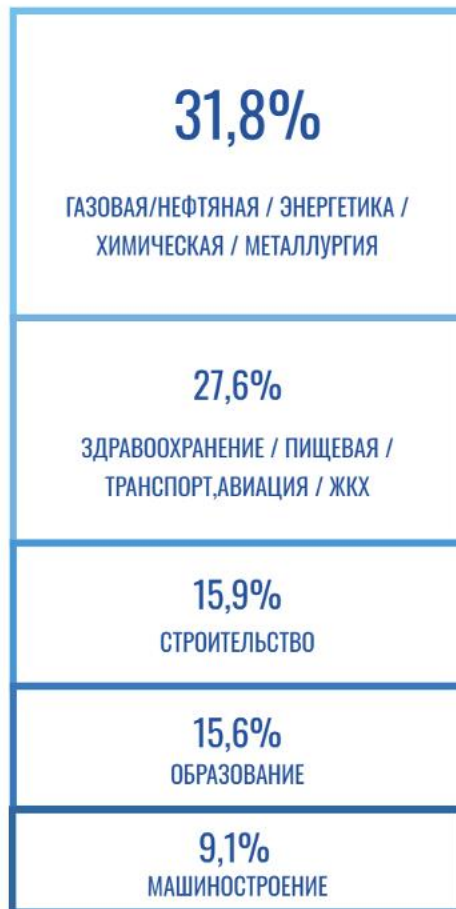 31,8%
ГАЗОВАЯ/НЕФТЯНАЯ / ЭНЕРГЕТИКА /
ХИМИЧЕСКАЯ / МЕТАЛЛУРГИЯ
27,6%
ЗДРАВООХРАНЕНИЕ / ПИЩЕВАЯ /
ТРАНСПОРТ,АВИАЦИЯ / ЖКХ
15,9%
СТРОИТЕЛЬСТВО
15,6%
ОБРАЗОВАНИЕ
9,1%
МАШИНОСТРОЕНИЕ